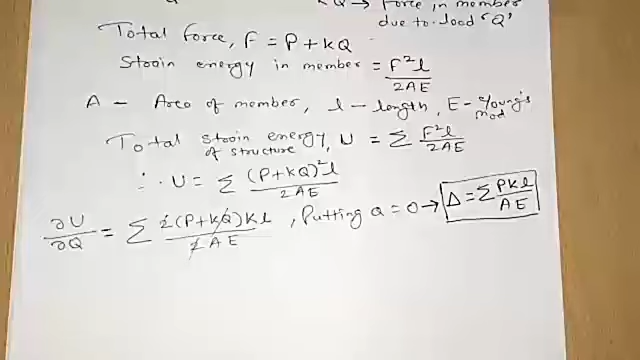 kQ → Force in member
due to load 'Q'
Total force, F = P + kQ
Strain energy in member = F²l / 2AE
A - Area of member, l - length, E - Young's mod
Total strain energy of structure, U = Σ F²l / 2AE
∴ U = Σ (P+kQ)²l / 2AE
∂U/∂Q = Σ 2(P+kQ)kl / 2AE , Putting Q = 0 → Δ = Σ Pkl / AE